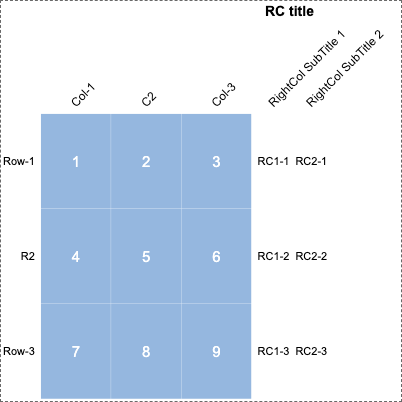 RC title
Col-1 C2 Col-3 RightCol SubTitle 1 RightCol SubTitle 2
Row-1 1 2 3 RC1-1 RC2-1
R2 4 5 6 RC1-2 RC2-2
Row-3 7 8 9 RC1-3 RC2-3